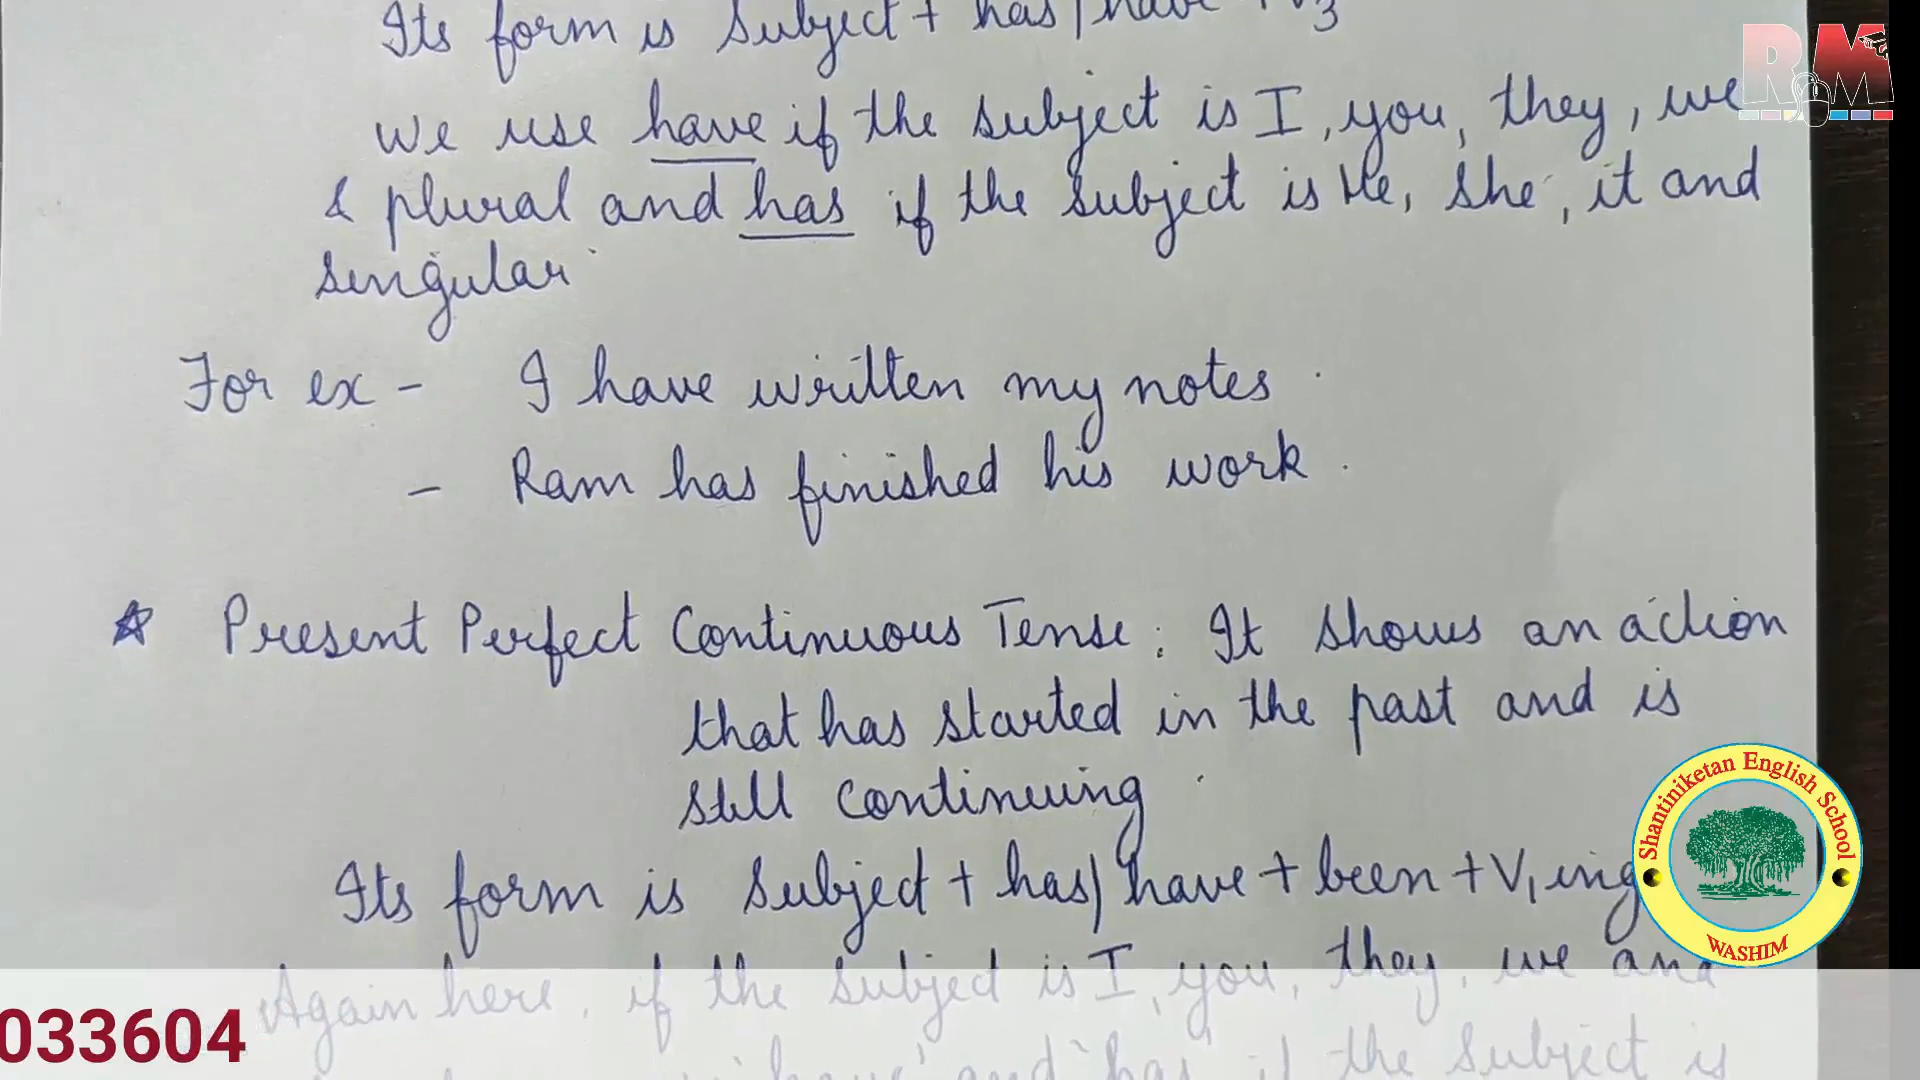 Its form is Subject + has/have + V3
We use have if the subject is I, you, they, we
& plural and has if the subject is He, She, it and
Singular
For ex - I have written my notes.
- Ram has finished his work.
☆ Present Perfect Continuous Tense : It shows an action
that has started in the past and is
still continuing
Its form is Subject + has/have + been + V1 ing
Again here, if the subject is I, you, they, we and
'have' and 'has' if the subject is
RM
Shantiniketan English School
WASHIM
033604